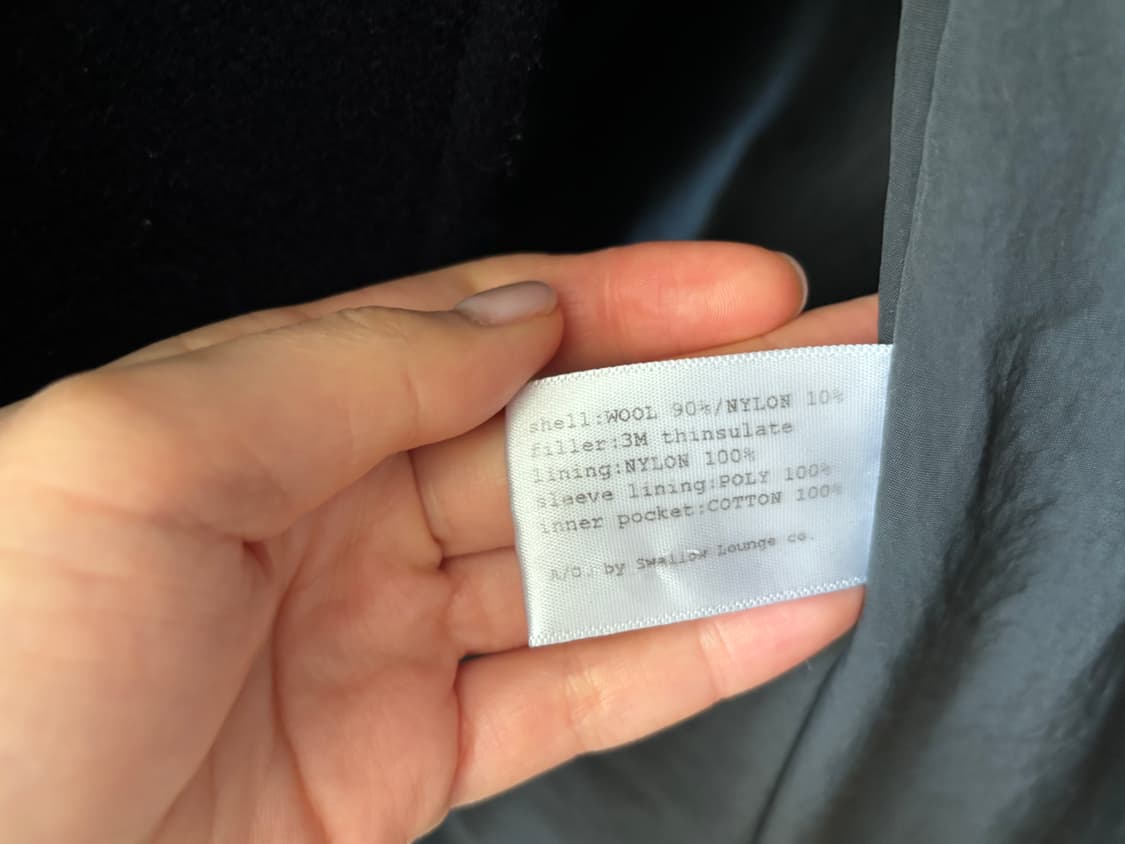 shell:WOOL 90%/NYLON 10%
filler:3M thinsulate
lining:NYLON 100%
sleeve lining:POLY 100%
inner pocket:COTTON 100%
by Swallow Lounge co.